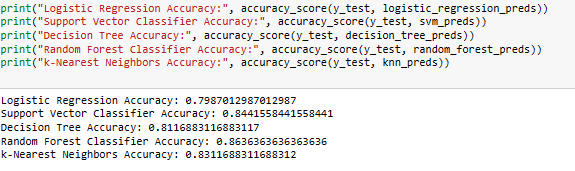 print("Logistic Regression Accuracy:", accuracy_score(y_test, logistic_regression_preds))
print("Support Vector Classifier Accuracy:", accuracy_score(y_test, svm_preds))
print("Decision Tree Accuracy:", accuracy_score(y_test, decision_tree_preds))
print("Random Forest Classifier Accuracy:", accuracy_score(y_test, random_forest_preds))
print("k-Nearest Neighbors Accuracy:", accuracy_score(y_test, knn_preds))
Logistic Regression Accuracy: 0.7987012987012987
Support Vector Classifier Accuracy: 0.8441558441558441
Decision Tree Accuracy: 0.8116883116883117
Random Forest Classifier Accuracy: 0.8636363636363636
k-Nearest Neighbors Accuracy: 0.8311688311688312